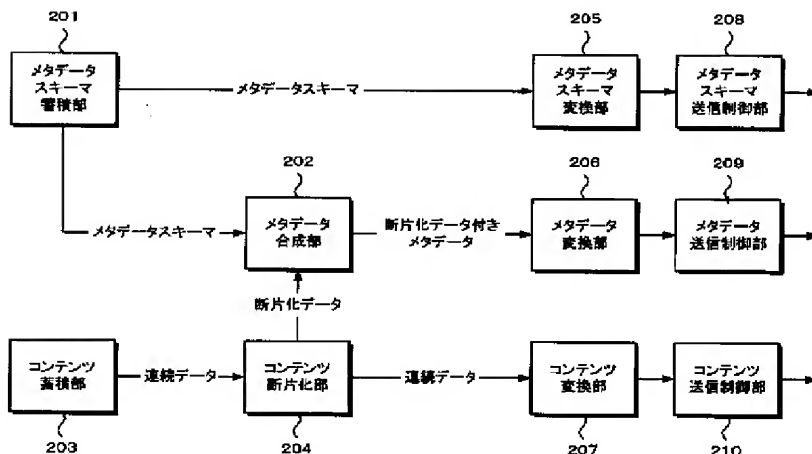 201
205
208
メタデータ
スキーマ
蓄積部
メタデータスキーマ
メタデータ
スキーマ
変換部
メタデータ
スキーマ
送信制御部
202
206
209
メタデータスキーマ
メタデータ
合成部
断片化データ付き
メタデータ
メタデータ
変換部
メタデータ
送信制御部
断片化データ
コンテンツ
蓄積部
連続データ
コンテンツ
断片化部
連続データ
コンテンツ
変換部
コンテンツ
送信制御部
203
204
207
210